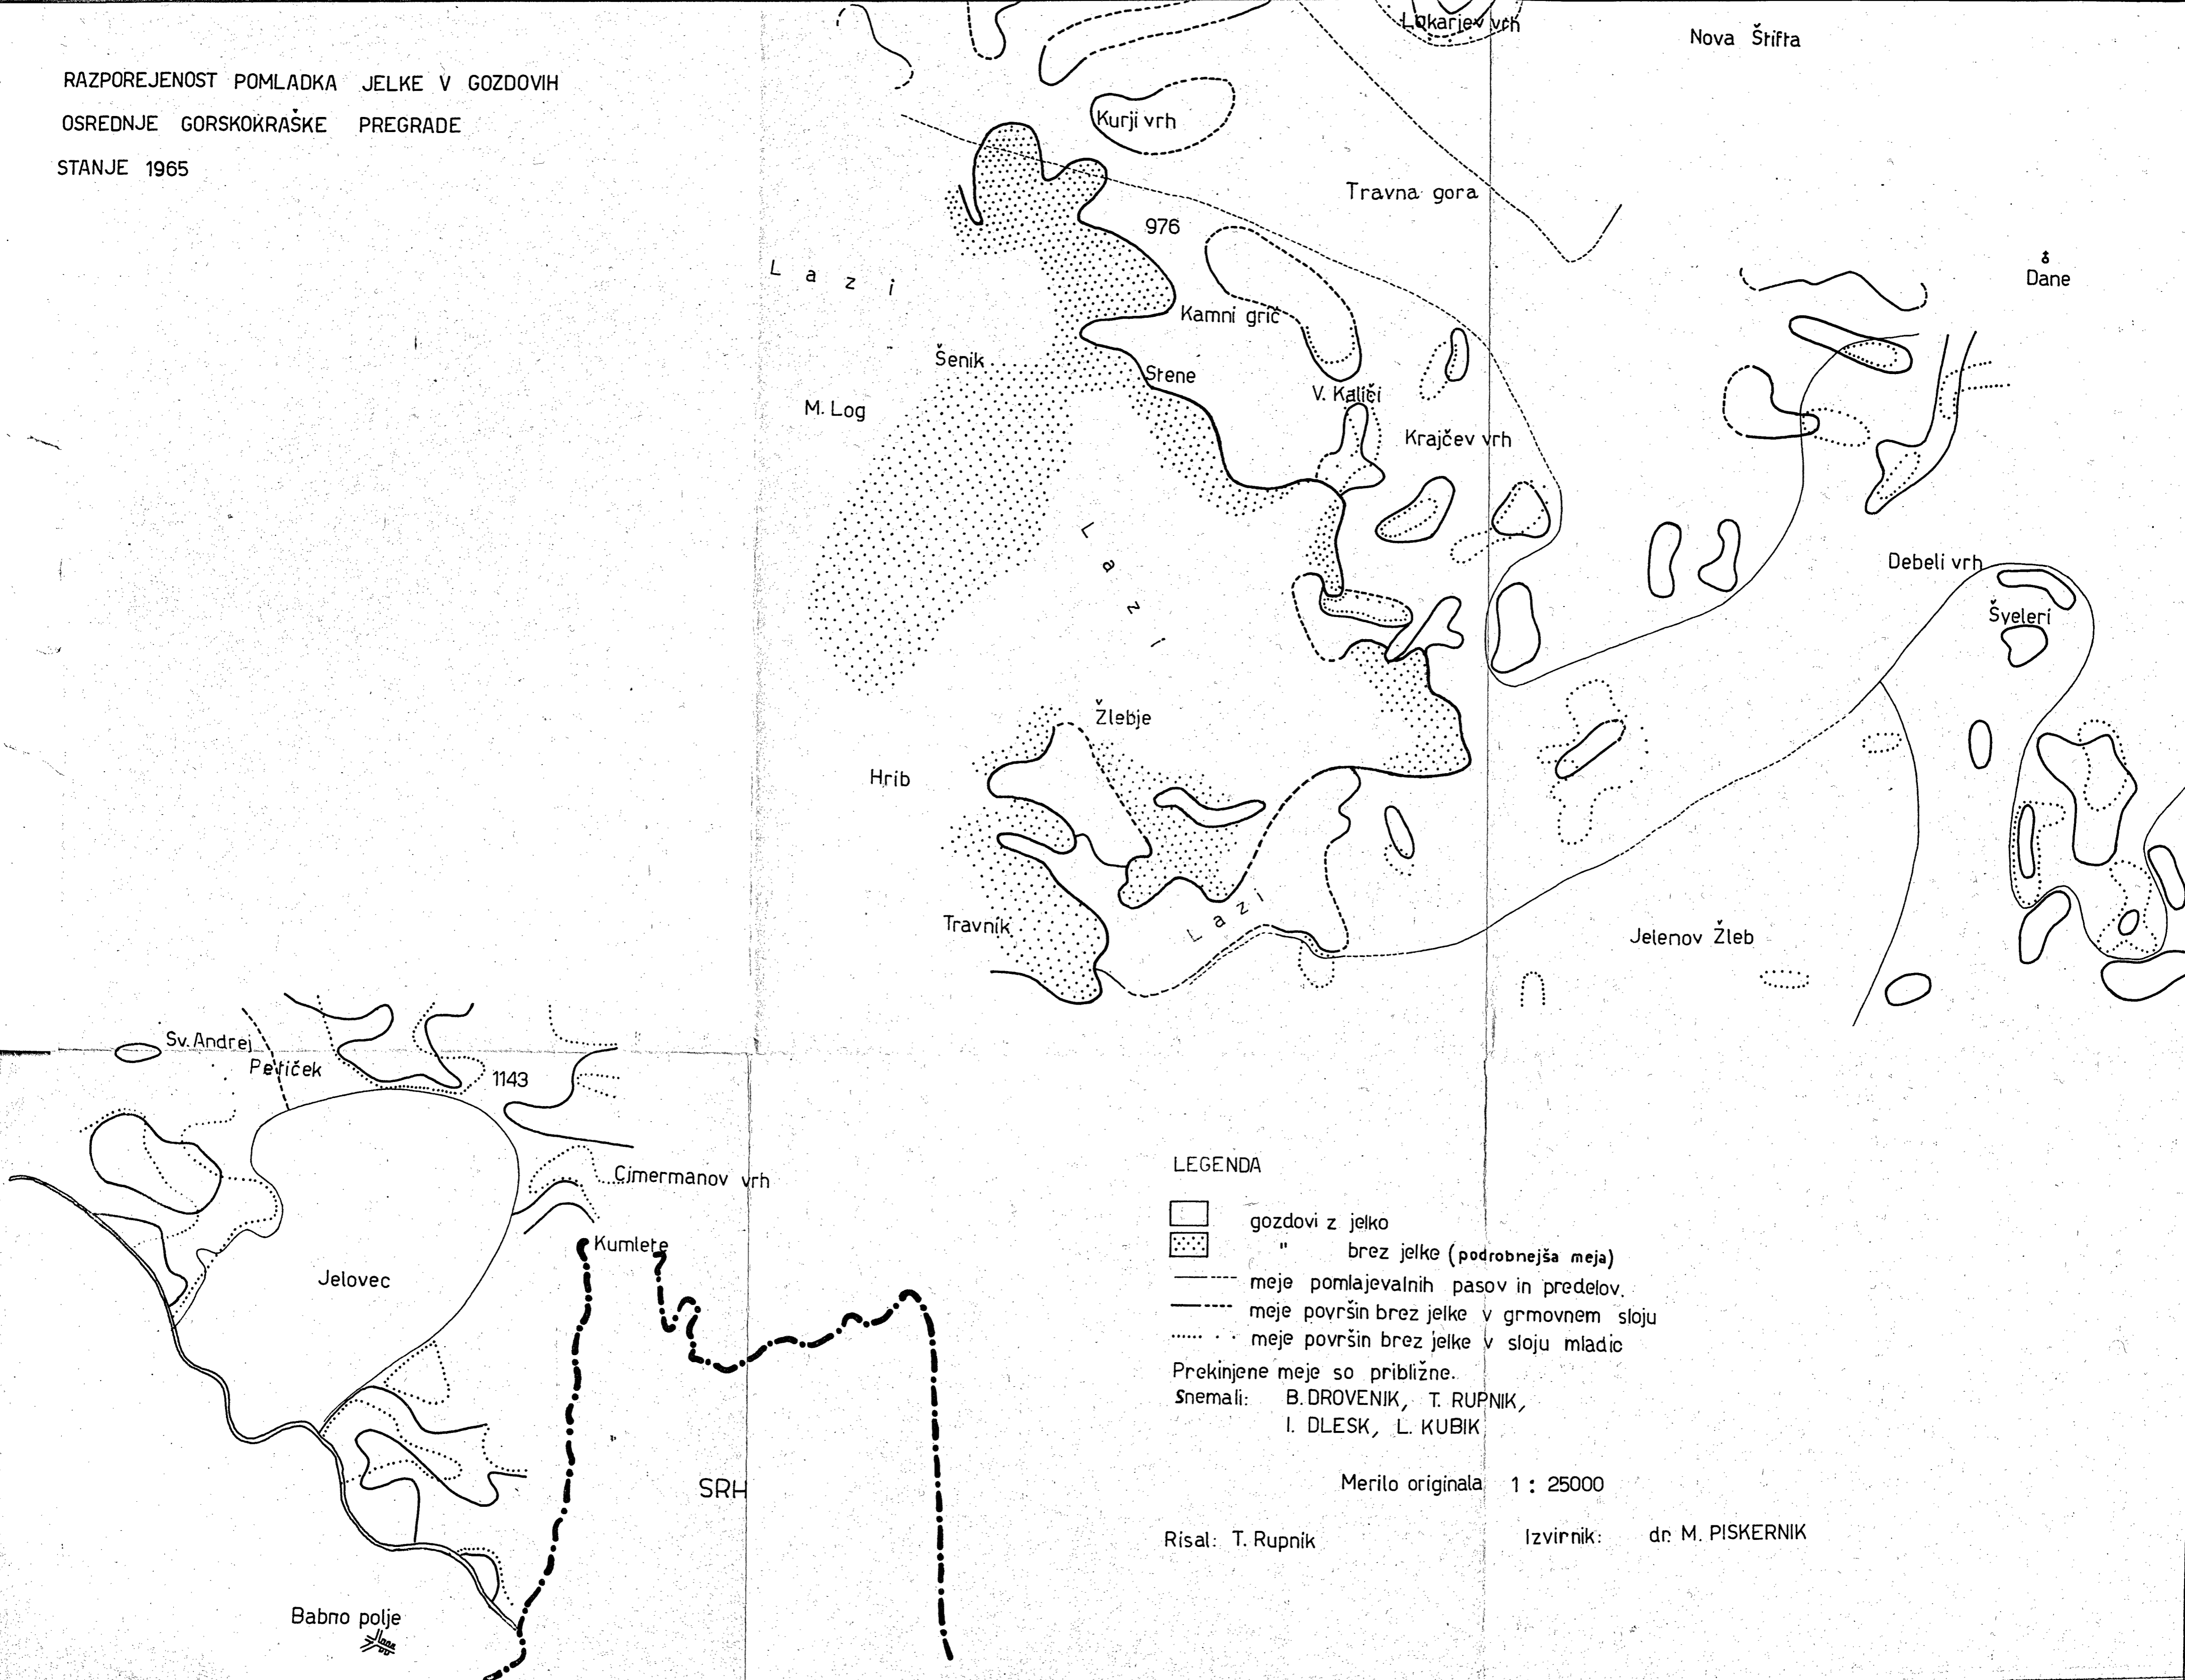 RAZPOREJENOST POMLADKA JELKE V GOZDOVIH
OSREDNJE GORSKOKRAŠKE PREGRADE
STANJE 1965
Lokarjev vrh
Nova Štifta
Kurji vrh
Travna gora
976
Dane
Lazi
Kamni grič
Šenik
Stene
V. Kališi
M. Log
Krajčev vrh
Lazi
Debeli vrh
Šveleri
Žlebje
Hrib
Lazi
Travnik
Jelenov Žleb
Sv. Andrej
Petiček
1143
Cimermanov vrh
Kumlete
Jelovec
SRH
Babno polje
LEGENDA
gozdovi z jelko
" brez jelke (podrobnejša meja)
meje pomlajevalnih pasov in predelov.
meje površin brez jelke v grmovnem sloju
meje površin brez jelke v sloju mladic
Prekinjene meje so približne.
Snemali: B. DROVENIK, T. RUPNIK,
I. DLESK, L. KUBIK
Merilo originala 1 : 25000
Risal: T. Rupnik
Izvirnik: dr. M. PISKERNIK